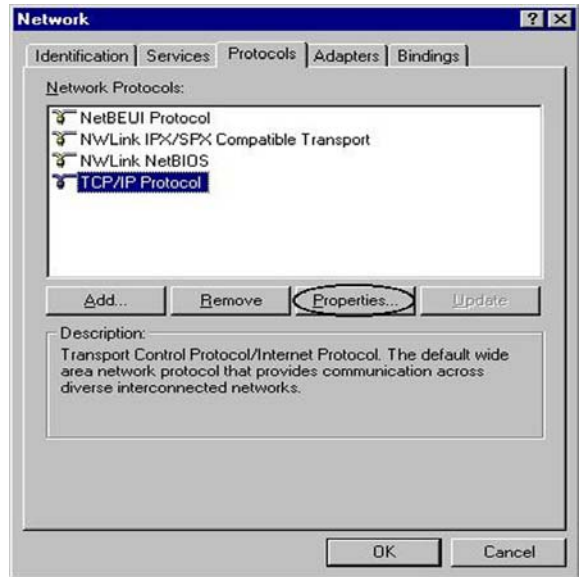 Network
Identification Services Protocols Adapters Bindings
Network Protocols:
NetBEUI Protocol
NWLink IPX/SPX Compatible Transport
NWLink NetBIOS
TCP/IP Protocol
Add... Remove Properties... Update
Description:
Transport Control Protocol/Internet Protocol. The default wide
area network protocol that provides communication across
diverse interconnected networks.
OK Cancel